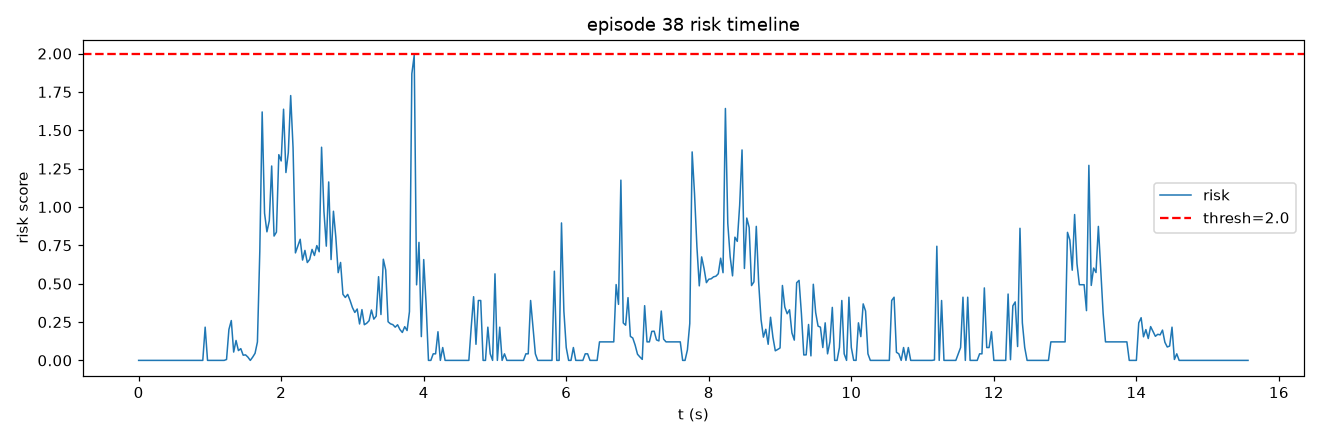 episode 38 risk timeline
risk score
2.00
1.75
1.50
1.25
1.00
0.75
0.50
0.25
0.00
risk
thresh=2.0
0 2 4 6 8 10 12 14 16
t (s)